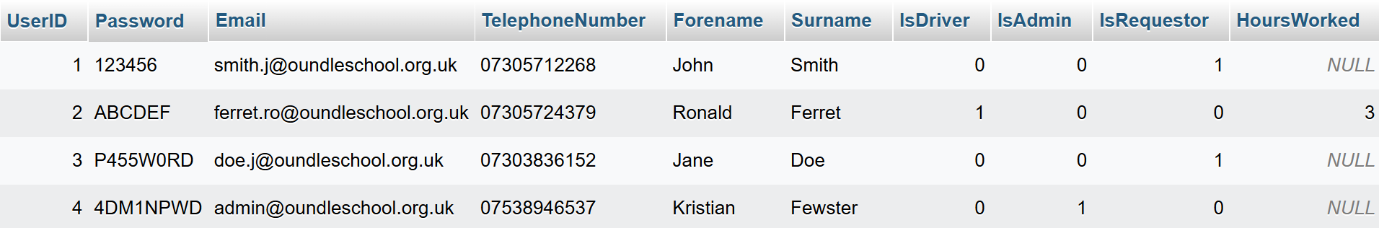 UserID Password Email TelephoneNumber Forename Surname IsDriver IsAdmin IsRequestor HoursWorked
1 123456 smith.j@oundleschool.org.uk 07305712268 John Smith 0 0 1 NULL
2 ABCDEF ferret.ro@oundleschool.org.uk 07305724379 Ronald Ferret 1 0 0 3
3 P455W0RD doe.j@oundleschool.org.uk 07303836152 Jane Doe 0 0 1 NULL
4 4DM1NPWD admin@oundleschool.org.uk 07538946537 Kristian Fewster 0 1 0 NULL